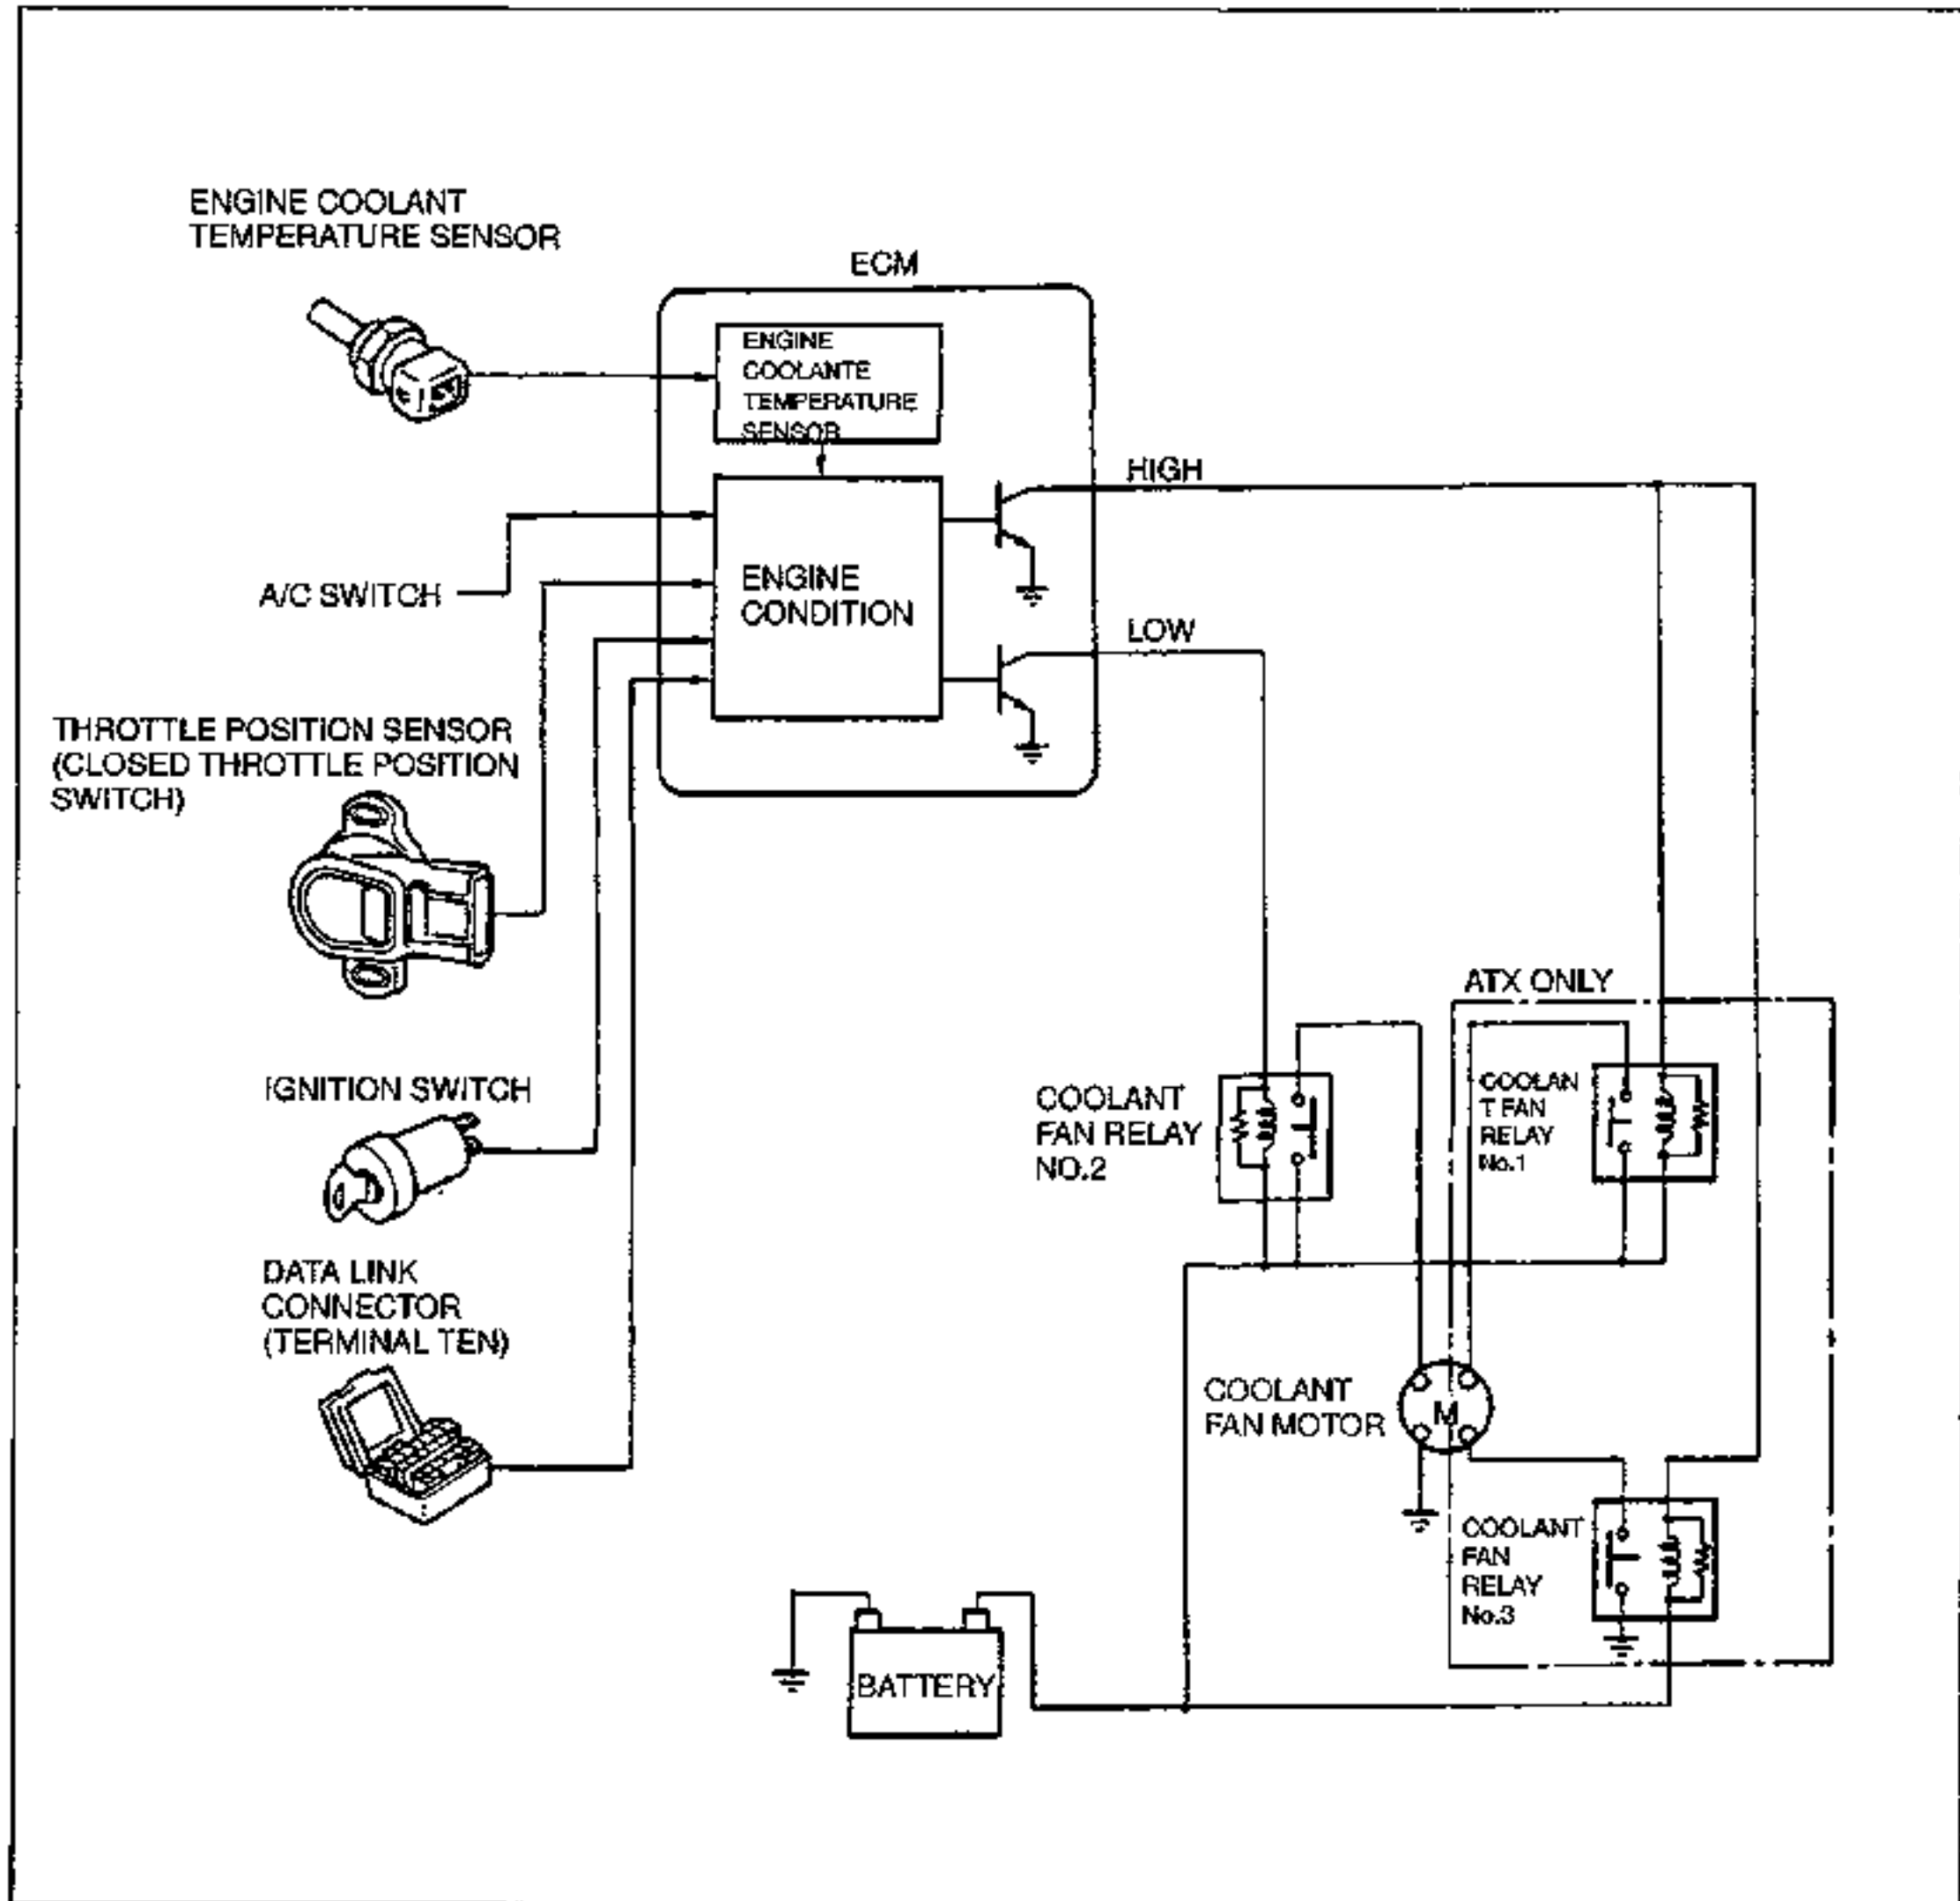 ENGINE COOLANT
TEMPERATURE SENSOR
ECM
ENGINE
COOLANTE
TEMPERATURE
SENSOR
HIGH
A/C SWITCH
ENGINE
CONDITION
LOW
THROTTLE POSITION SENSOR
(CLOSED THROTTLE POSITION
SWITCH)
ATX ONLY
IGNITION SWITCH
COOLANT
FAN RELAY
NO.2
COOLAN
T FAN
RELAY
No.1
DATA LINK
CONNECTOR
(TERMINAL TEN)
COOLANT
FAN MOTOR
M
COOLANT
FAN
RELAY
No.3
BATTERY